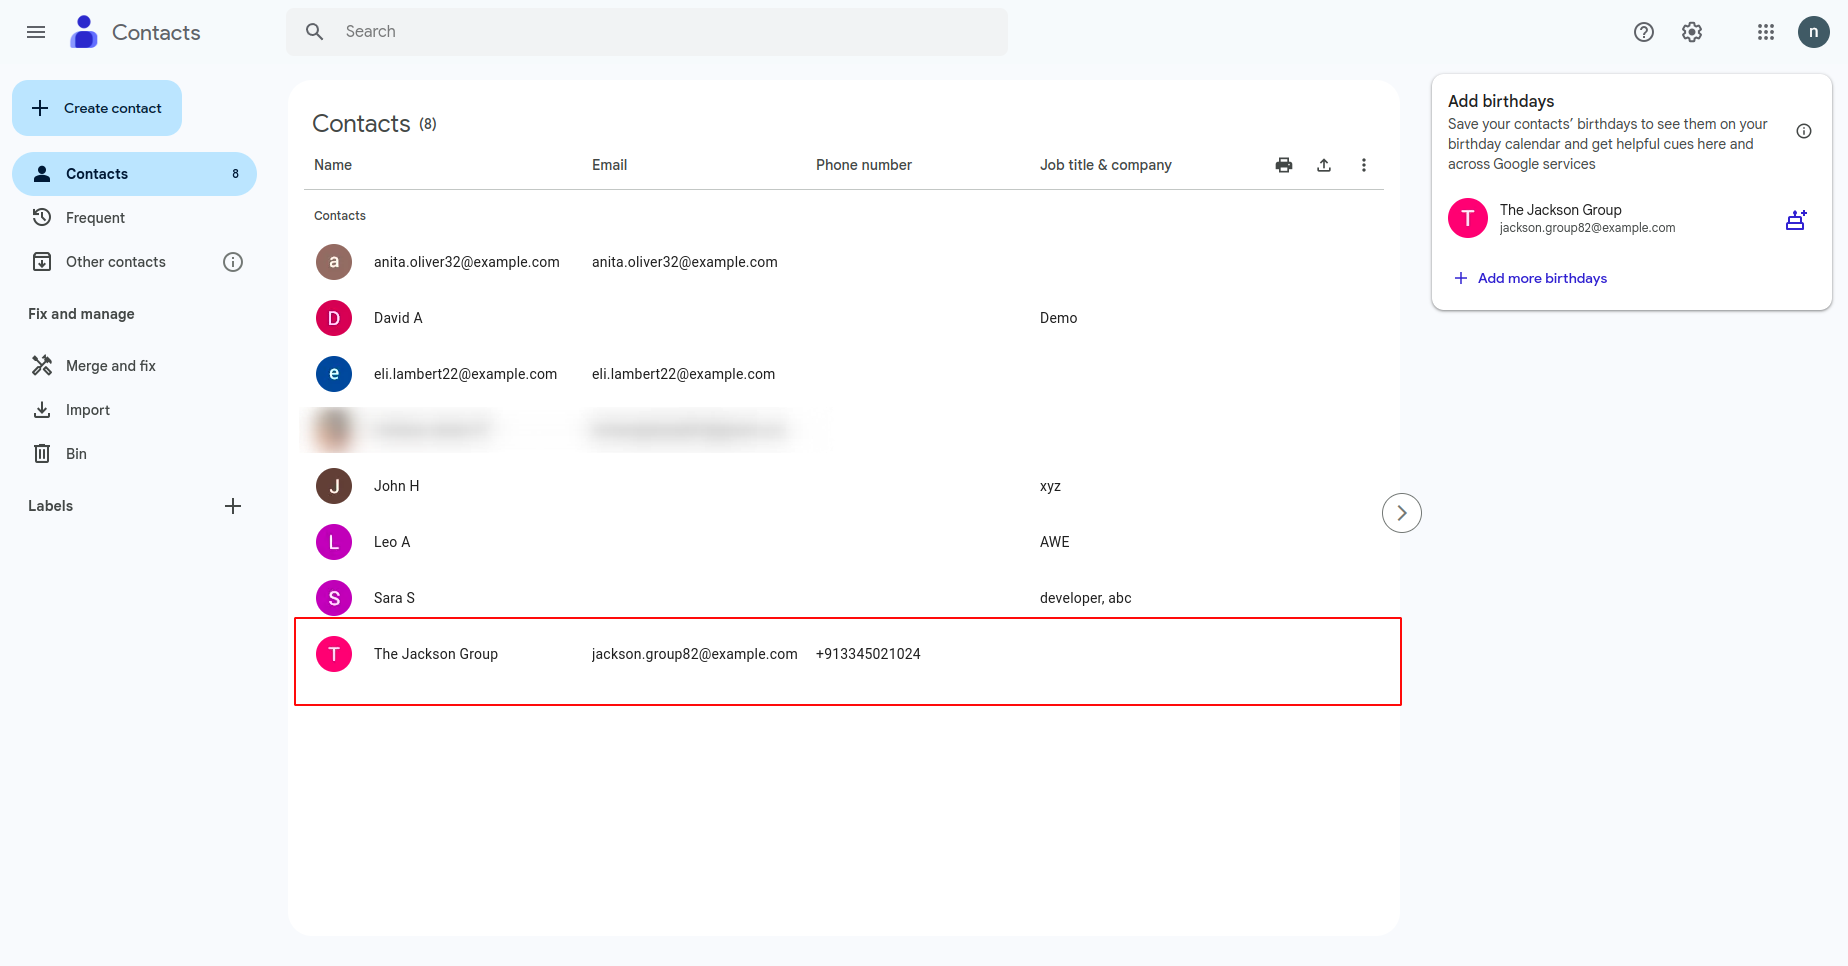 Contacts
Search
n
Create contact
Contacts 8
Frequent
Other contacts
Fix and manage
Merge and fix
Import
Bin
Labels
Contacts (8)
Name Email Phone number Job title & company
Contacts
a anita.oliver32@example.com anita.oliver32@example.com
D David A Demo
e eli.lambert22@example.com eli.lambert22@example.com
J John H xyz
L Leo A AWE
S Sara S developer, abc
T The Jackson Group jackson.group82@example.com +913345021024
Add birthdays
Save your contacts’ birthdays to see them on your
birthday calendar and get helpful cues here and
across Google services
T The Jackson Group
jackson.group82@example.com
Add more birthdays